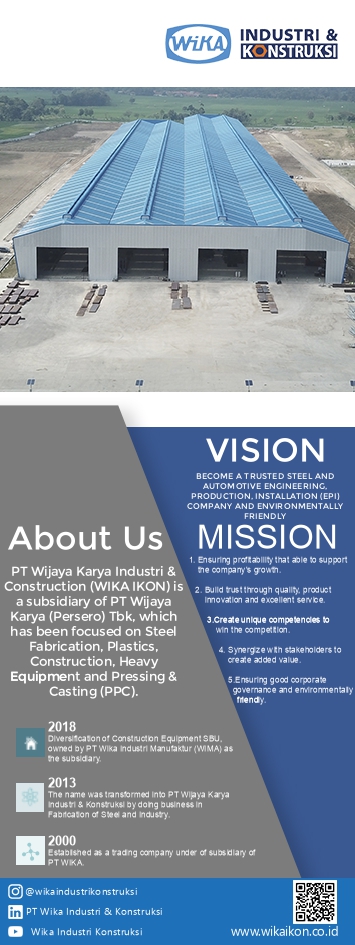 WIKA
INDUSTRI &
KONSTRUKSI
VISION
BECOME A TRUSTED STEEL AND
AUTOMOTIVE ENGINEERING,
PRODUCTION, INSTALLATION (EPI)
COMPANY AND ENVIRONMENTALLY
FRIENDLY
MISSION
1. Ensuring profitability that able to support
the company's growth.
2. Build trust through quality, product
innovation and excellent service.
3.Create unique competencies to
win the competition.
4. Synergize with stakeholders to
create added value.
5.Ensuring good corporate
governance and environmentally
friendly.
About Us
PT Wijaya Karya Industri &
Construction (WIKA IKON) is
a subsidiary of PT Wijaya
Karya (Persero) Tbk, which
has been focused on Steel
Fabrication, Plastics,
Construction, Heavy
Equipment and Pressing &
Casting (PPC).
2018
Diversification of Construction Equipment SBU,
owned by PT Wika Industri Manufaktur (WIMA) as
the subsidiary.
2013
The name was transformed into PT Wijaya Karya
Industri & Konstruksi by doing business in
Fabrication of Steel and Industry.
2000
Established as a trading company under of subsidiary of
PT WIKA.
@wikaindustrikonstruksi
PT Wika Industri & Konstruksi
Wika Industri Konstruksi
www.wikaikon.co.id